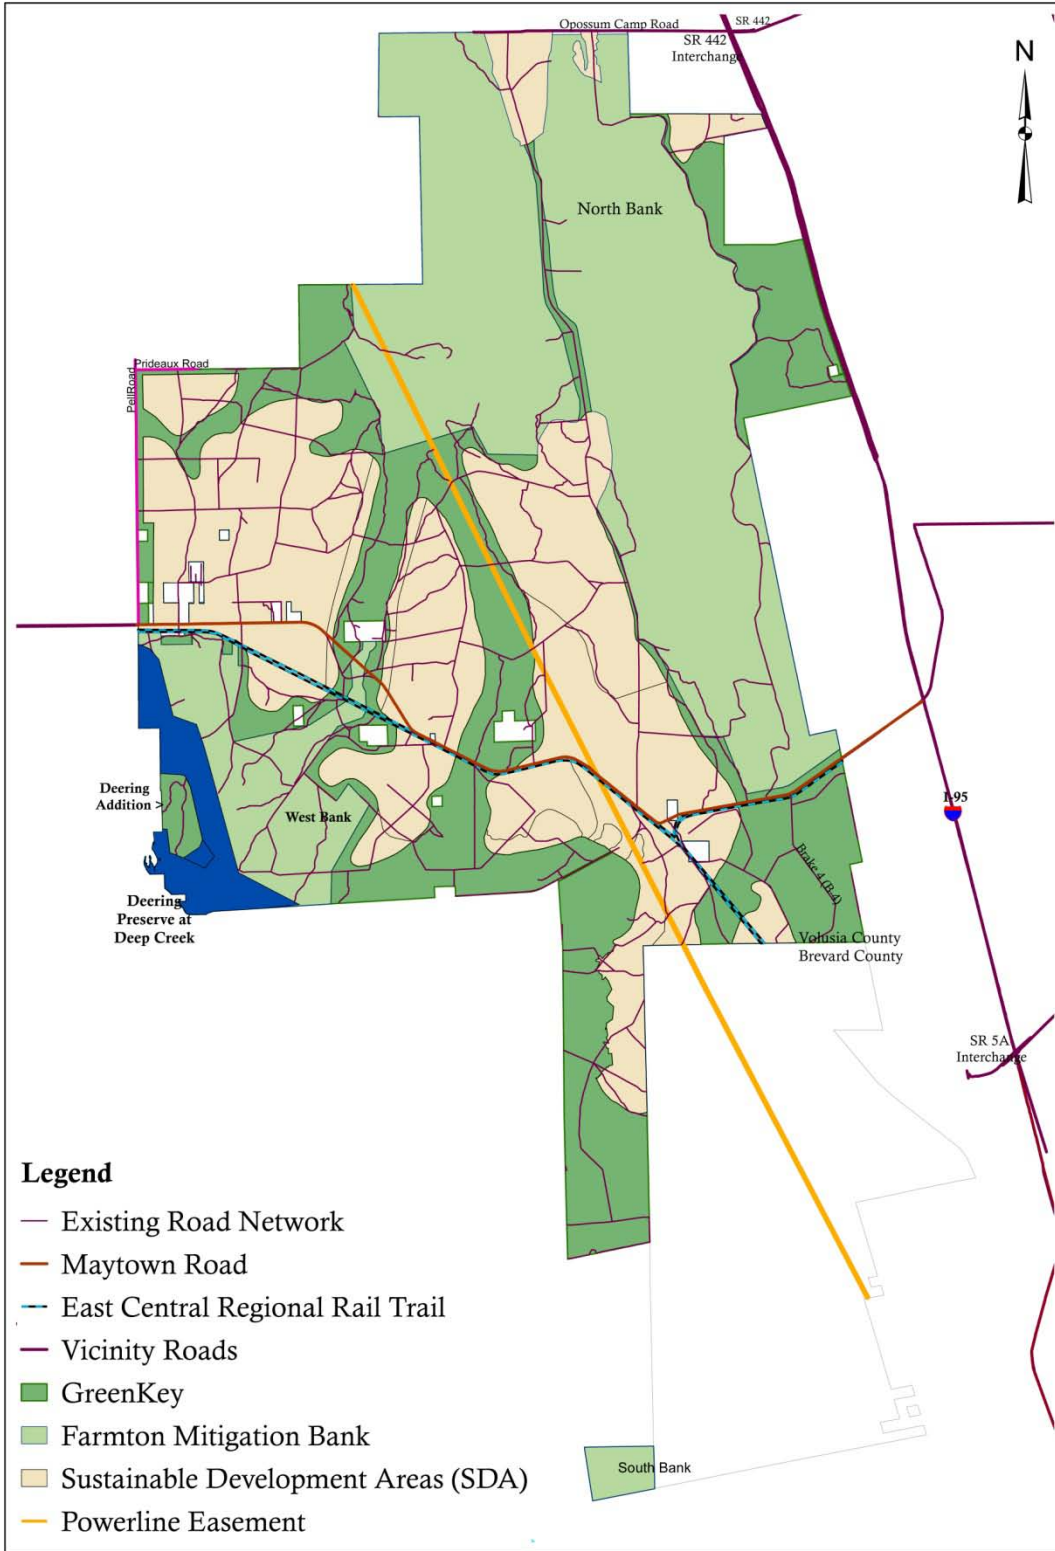 Opossum Camp Road
SR 442
SR 442
Interchange
N
North Bank
Prideaux Road
PellRoad
Deering
Addition >
West Bank
I-95
Brake 4 (B-4)
Deering
Preserve at
Deep Creek
Volusia County
Brevard County
SR 5A
Interchange
Legend
Existing Road Network
Maytown Road
East Central Regional Rail Trail
Vicinity Roads
GreenKey
Farmton Mitigation Bank
Sustainable Development Areas (SDA)
Powerline Easement
South Bank